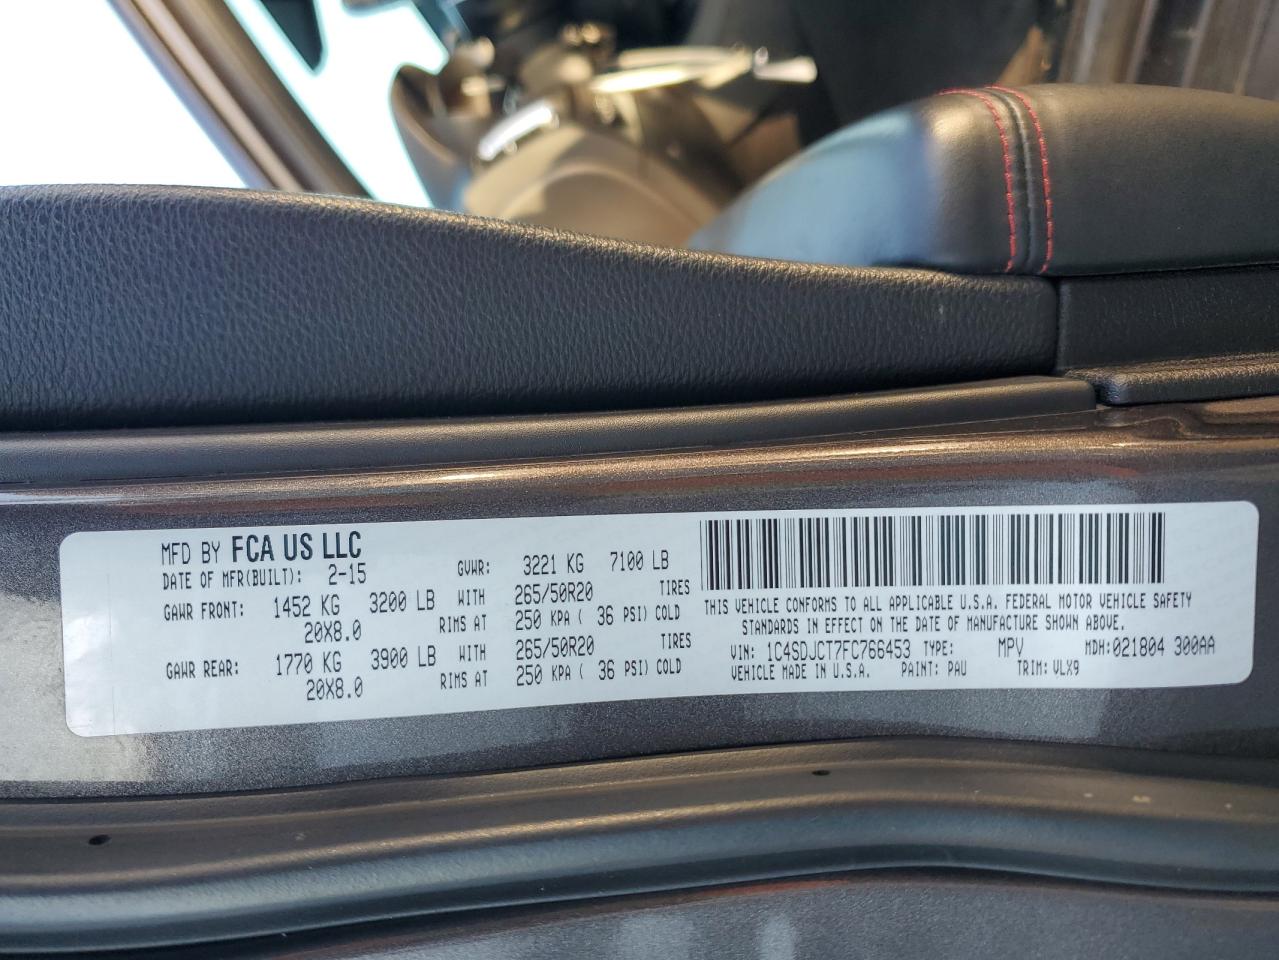 MFD BY FCA US LLC
DATE OF MFR(BUILT): 2-15 GVWR: 3221 KG 7100 LB
GAWR FRONT: 1452 KG 3200 LB WITH 265/50R20 TIRES
20X8.0 RIMS AT 250 KPA ( 36 PSI) COLD
GAWR REAR: 1770 KG 3900 LB WITH 265/50R20 TIRES
20X8.0 RIMS AT 250 KPA ( 36 PSI) COLD
THIS VEHICLE CONFORMS TO ALL APPLICABLE U.S.A. FEDERAL MOTOR VEHICLE SAFETY
STANDARDS IN EFFECT ON THE DATE OF MANUFACTURE SHOWN ABOVE.
VIN: 1C4SDJCT7FC766453 TYPE: MPV MDH:021804 300AA
VEHICLE MADE IN U.S.A. PAINT: PAU TRIM: VLX9